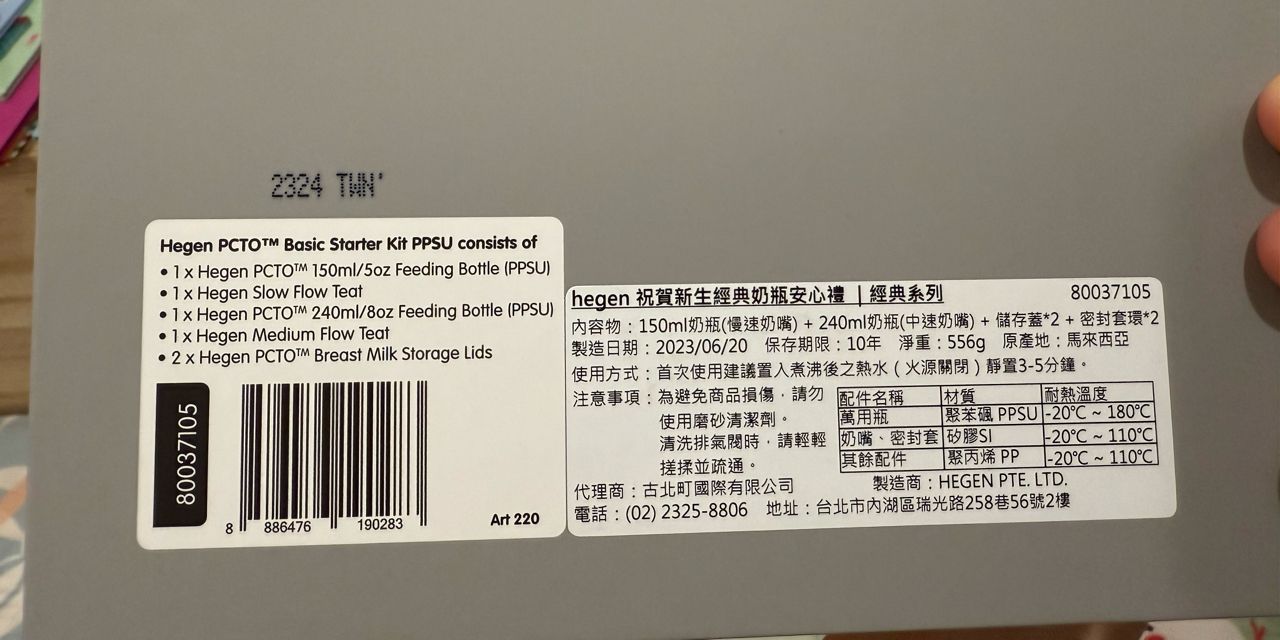 2324 TWN
Hegen PCTO™ Basic Starter Kit PPSU consists of
• 1 x Hegen PCTO™ 150ml/5oz Feeding Bottle (PPSU)
• 1 x Hegen Slow Flow Teat
• 1 x Hegen PCTO™ 240ml/8oz Feeding Bottle (PPSU)
• 1 x Hegen Medium Flow Teat
• 2 x Hegen PCTO™ Breast Milk Storage Lids
80037105
8 886476 190283
Art 220
hegen 祝賀新生經典奶瓶安心禮 | 經典系列 80037105
內容物：150ml奶瓶(慢速奶嘴) + 240ml奶瓶(中速奶嘴) + 儲存蓋*2 + 密封套環*2
製造日期：2023/06/20 保存期限：10年 淨重：556g 原產地：馬來西亞
使用方式：首次使用建議置入煮沸後之熱水（火源關閉）靜置3-5分鐘。
注意事項：為避免商品損傷，請勿
使用磨砂清潔劑。
清洗排氣閥時，請輕輕
搓揉並疏通。
配件名稱 材質 耐熱溫度
萬用瓶 聚苯碸 PPSU -20°C ~ 180°C
奶嘴、密封套 矽膠SI -20°C ~ 110°C
其餘配件 聚丙烯 PP -20°C ~ 110°C
代理商：古北町國際有限公司 製造商：HEGEN PTE. LTD.
電話：(02) 2325-8806 地址：台北市內湖區瑞光路258巷56號2樓